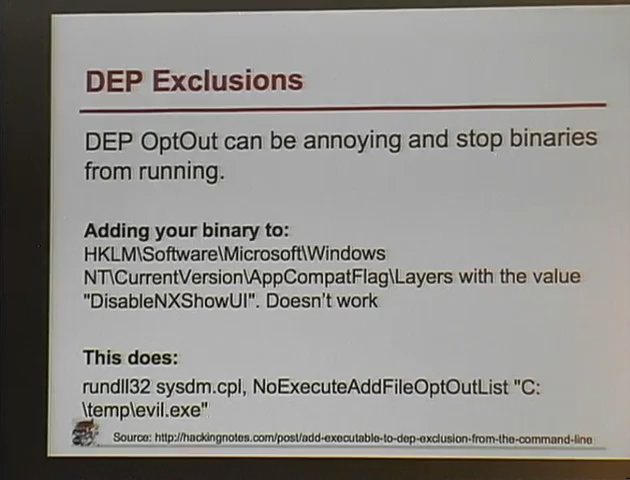 DEP Exclusions
DEP OptOut can be annoying and stop binaries
from running.
Adding your binary to:
HKLM\Software\Microsoft\Windows
NT\CurrentVersion\AppCompatFlag\Layers with the value
"DisableNXShowUI". Doesn't work
This does:
rundll32 sysdm.cpl, NoExecuteAddFileOptOutList "C:
\temp\evil.exe"
Source: http://hackingnotes.com/post/add-executable-to-dep-exclusion-from-the-command-line